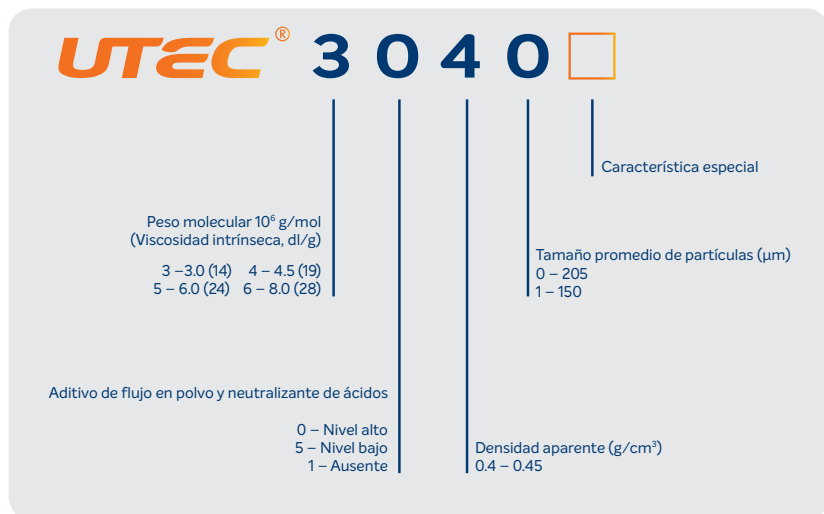 UTEC® 3 0 4 0
Característica especial
Peso molecular 10⁶ g/mol
(Viscosidad intrínseca, dl/g)
3 –3.0 (14) 4 – 4.5 (19)
5 – 6.0 (24) 6 – 8.0 (28)
Tamaño promedio de partículas (µm)
0 – 205
1 – 150
Aditivo de flujo en polvo y neutralizante de ácidos
0 – Nivel alto
5 – Nivel bajo
1 – Ausente
Densidad aparente (g/cm³)
0.4 – 0.45